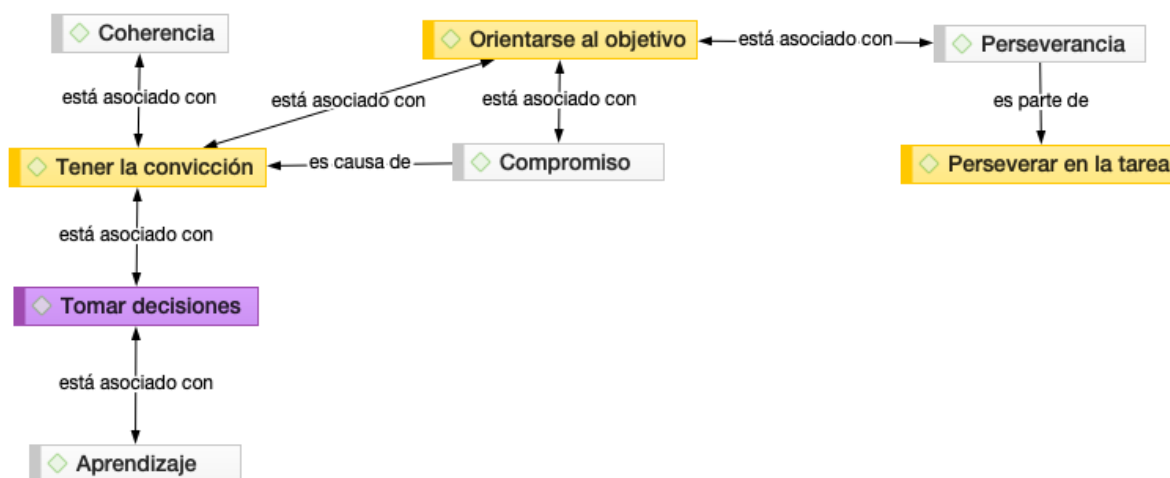 Coherencia
Orientarse al objetivo
está asociado con
Perseverancia
está asociado con
está asociado con
está asociado con
es parte de
Tener la convicción
es causa de
Compromiso
Perseverar en la tarea
está asociado con
Tomar decisiones
está asociado con
Aprendizaje